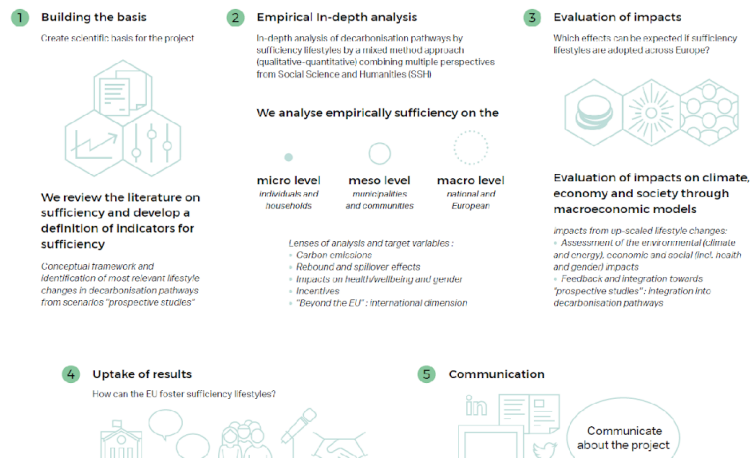 1 Building the basis
Create scientific basis for the project
We review the literature on
sufficiency and develop a
definition of indicators for
sufficiency
Conceptual framework and
identification of most relevant lifestyle
changes in decarbonisation pathways
from scenarios "prospective studies"
2 Empirical In-depth analysis
In-depth analysis of decarbonisation pathways by
sufficiency lifestyles by a mixed method approach
(qualitative-quantitative) combining multiple perspectives
from Social Science and Humanities (SSH)
We analyse empirically sufficiency on the
micro level
individuals and
households
meso level
municipalities
and communities
macro level
national and
European
Lenses of analysis and target variables :
• Carbon emissions
• Rebound and spillover effects
• Impacts on health/wellbeing and gender
• Incentives
• "Beyond the EU" : international dimension
3 Evaluation of impacts
Which effects can be expected if sufficiency
lifestyles are adopted across Europe?
Evaluation of impacts on climate,
economy and society through
macroeconomic models
Impacts from up-scaled lifestyle changes:
• Assessment of the environmental (climate
and energy), economic and social (incl. health
and gender) impacts
• Feedback and integration towards
"prospective studies" : integration into
decarbonisation pathways
4 Uptake of results
How can the EU foster sufficiency lifestyles?
5 Communication
in
Communicate
about the project